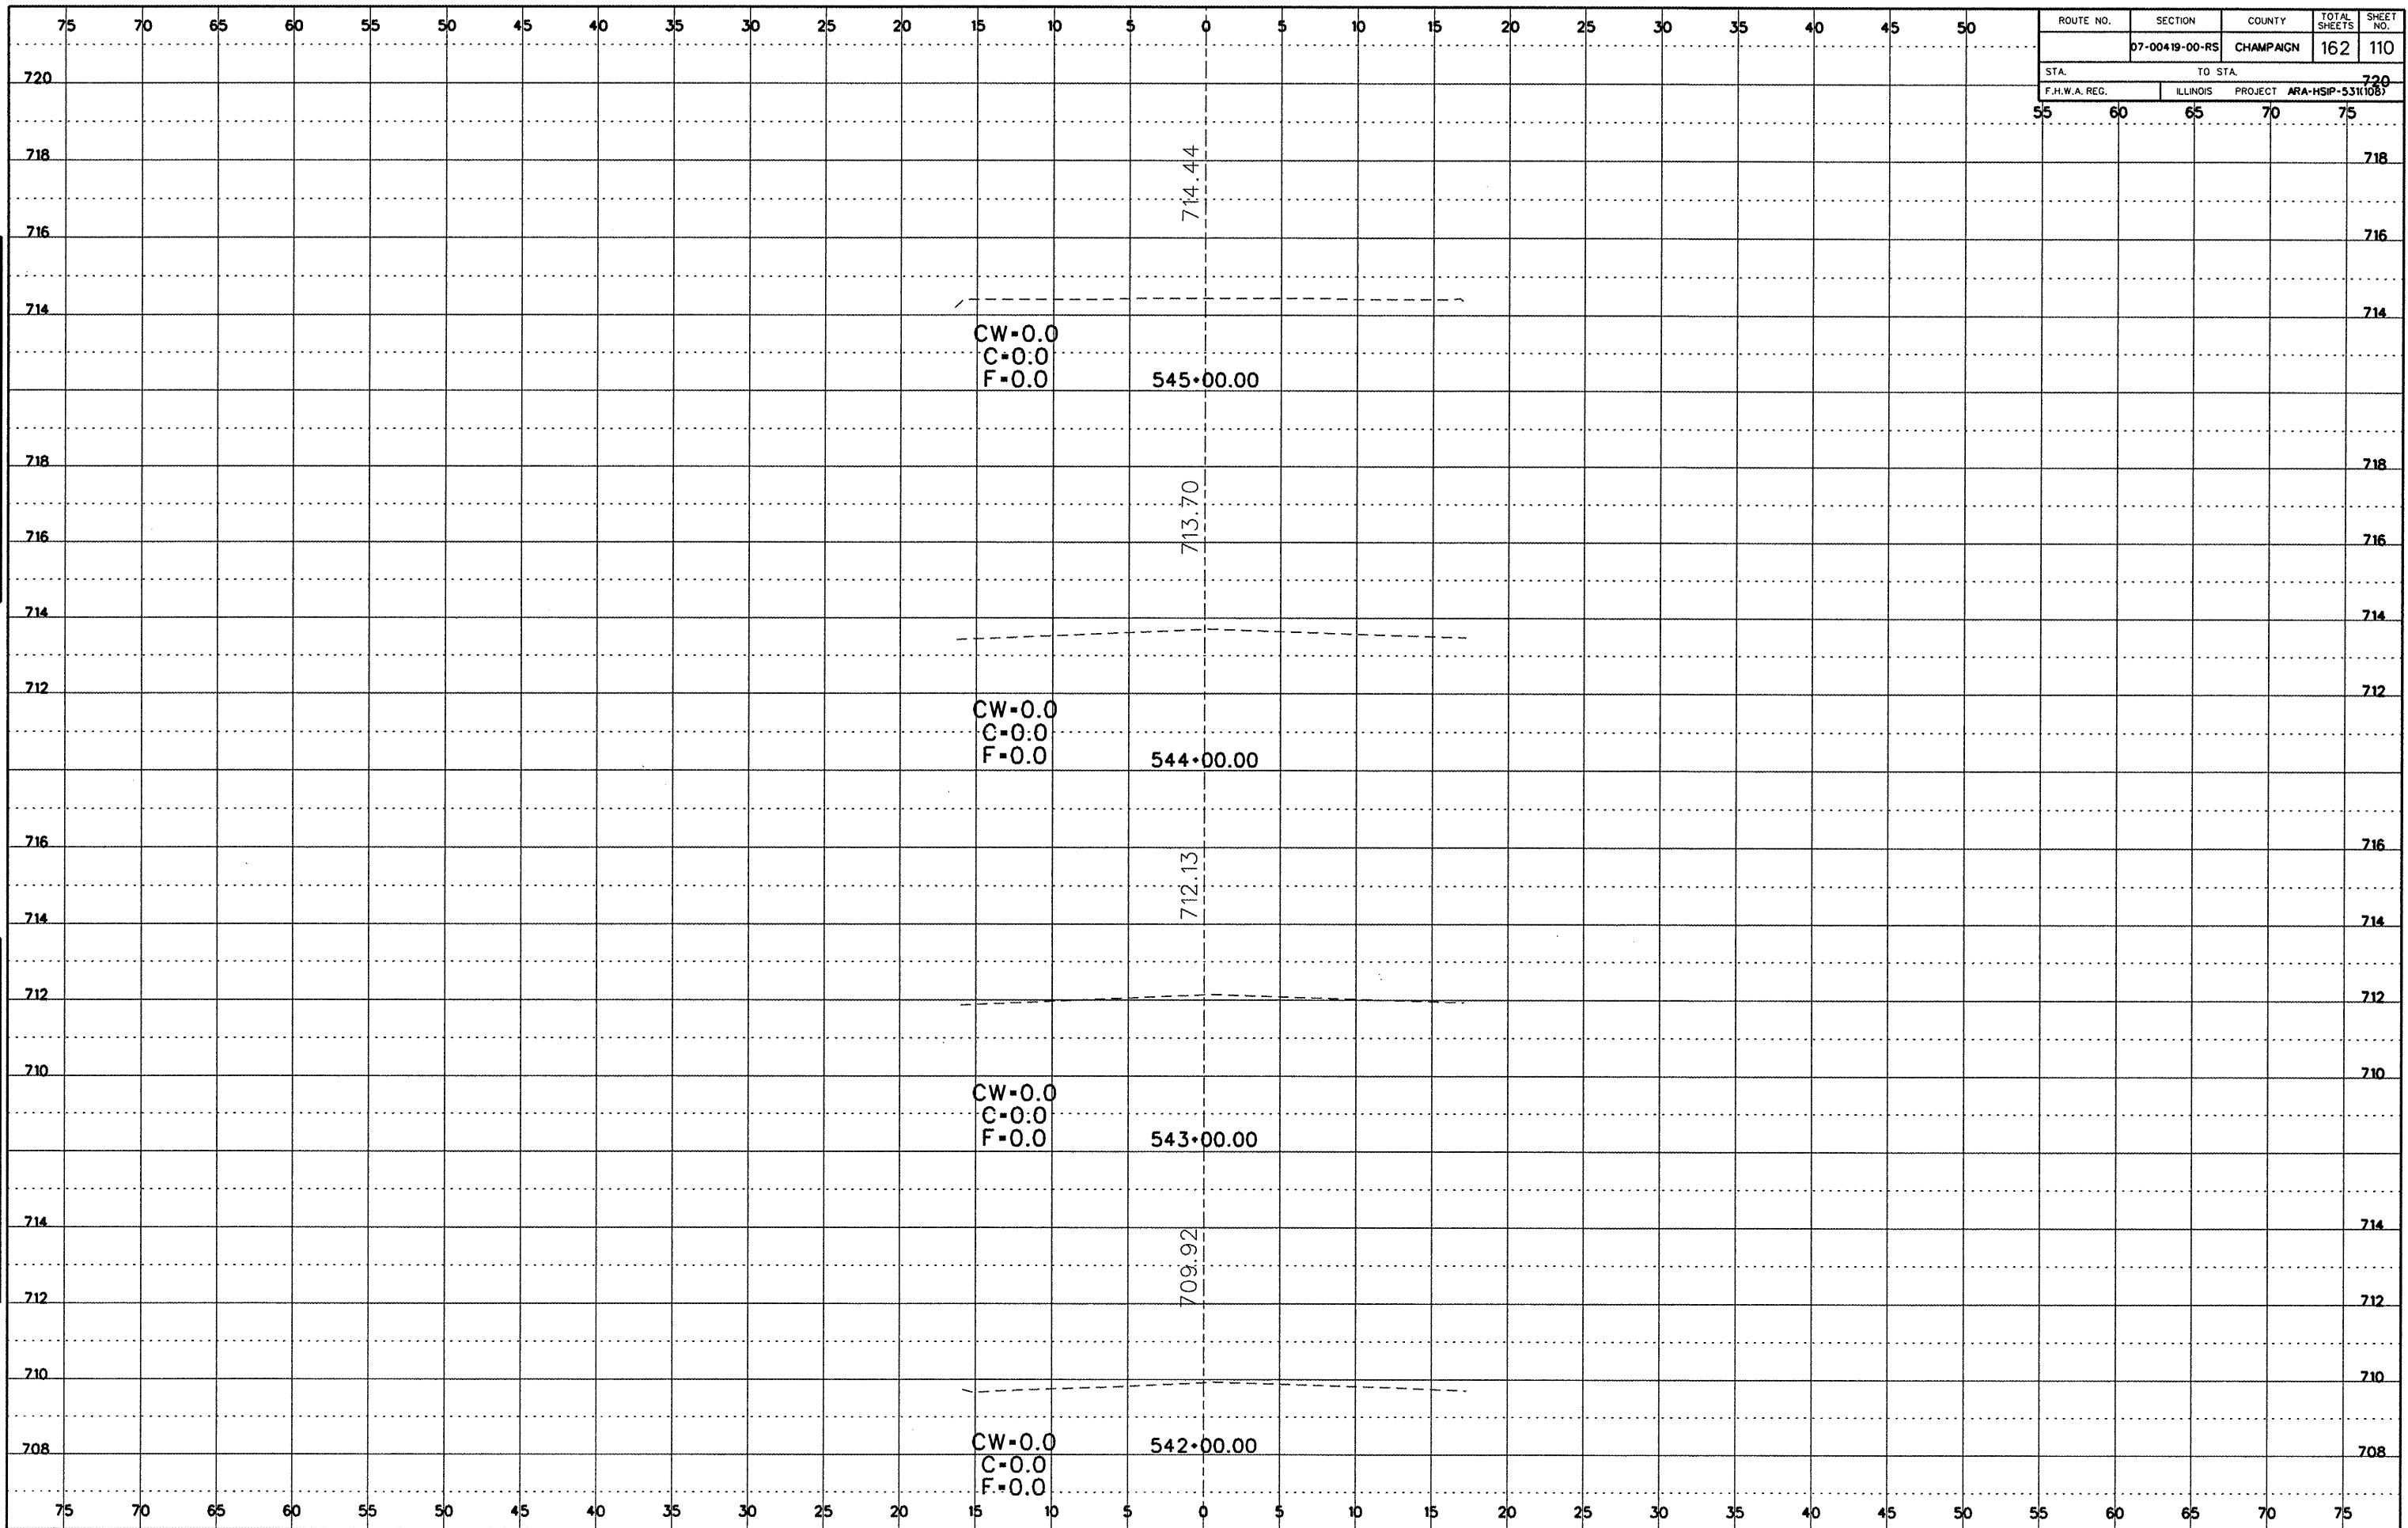 75 70 65 60 55 50 45 40 35 30 25 20 15 10 5 0 5 10 15 20 25 30 35 40 45 50
ROUTE NO. SECTION COUNTY TOTAL SHEETS SHEET NO.
07-00419-00-RS CHAMPAIGN 162 110
STA. TO STA.
F.H.W.A. REG. ILLINOIS PROJECT ARA-HSIP-5311(108)
720 720
55 60 65 70 75
718 718
714.44
716 716
714 714
CW=0.0
C=0.0
F=0.0 545+00.00
718 718
713.70
716 716
714 714
712 712
CW=0.0
C=0.0
F=0.0 544+00.00
716 716
712.13
714 714
712 712
710 710
CW=0.0
C=0.0
F=0.0 543+00.00
714 714
709.92
712 712
710 710
708 708
CW=0.0 542+00.00
C=0.0
F=0.0
75 70 65 60 55 50 45 40 35 30 25 20 15 10 5 0 5 10 15 20 25 30 35 40 45 50 55 60 65 70 75